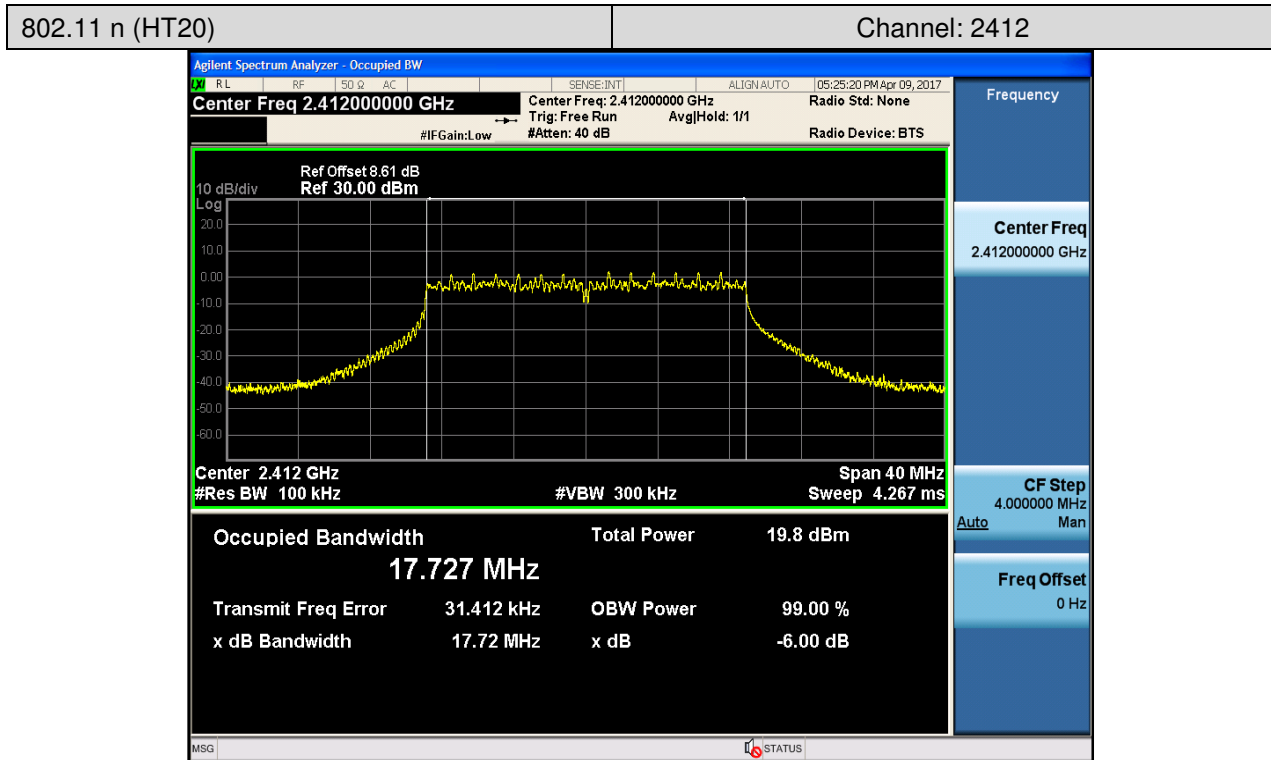 802.11 n (HT20) Channel: 2412
Agilent Spectrum Analyzer - Occupied BW
LXI RL RF 50 Ω AC SENSE:INT ALIGN AUTO 05:25:20 PM Apr 09, 2017
Center Freq 2.412000000 GHz
Center Freq: 2.412000000 GHz Radio Std: None
Trig: Free Run Avg|Hold: 1/1
#IFGain:Low #Atten: 40 dB Radio Device: BTS
Frequency
Ref Offset 8.61 dB
10 dB/div Ref 30.00 dBm
Log
20.0
10.0
0.00
-10.0
-20.0
-30.0
-40.0
-50.0
-60.0
Center 2.412 GHz Span 40 MHz
#Res BW 100 kHz #VBW 300 kHz Sweep 4.267 ms
Center Freq
2.412000000 GHz
CF Step
4.000000 MHz
Auto Man
Freq Offset
0 Hz
Occupied Bandwidth Total Power 19.8 dBm
17.727 MHz
Transmit Freq Error 31.412 kHz OBW Power 99.00 %
x dB Bandwidth 17.72 MHz x dB -6.00 dB
MSG STATUS